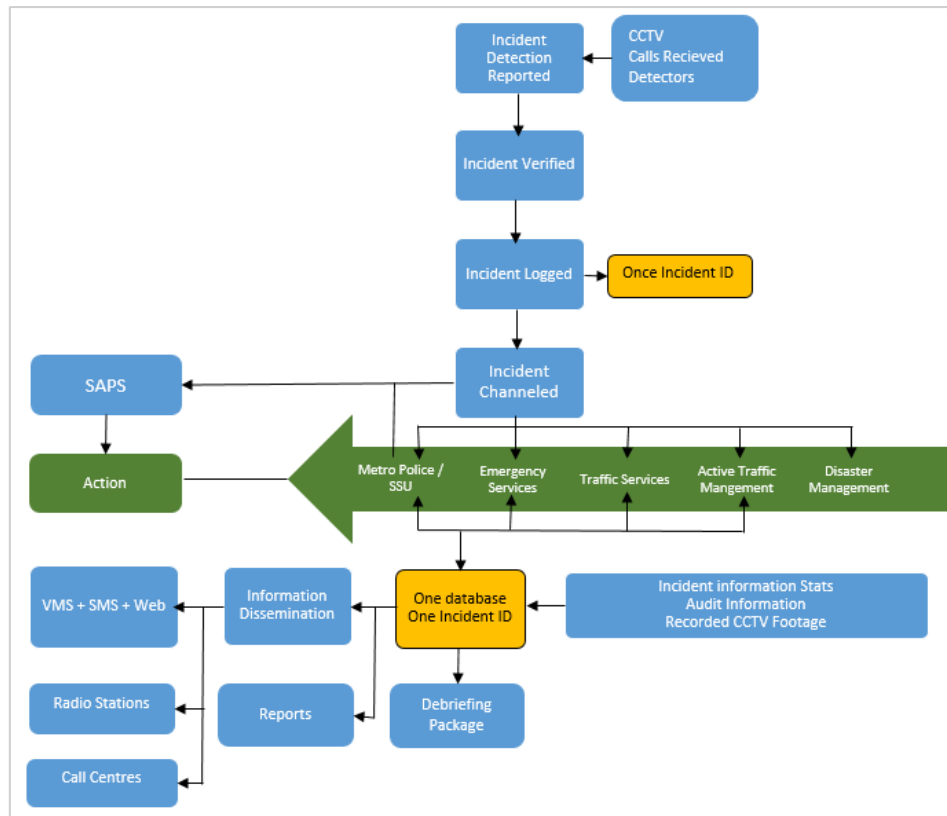 Incident
Detection
Reported
CCTV
Calls Recieved
Detectors
Incident Verified
Incident Logged
Once Incident ID
Incident
Channeled
SAPS
Action
Metro Police /
SSU
Emergency
Services
Traffic Services
Active Traffic
Mangement
Disaster
Management
VMS + SMS + Web
Information
Dissemination
One database
One Incident ID
Incident information Stats
Audit Information
Recorded CCTV Footage
Radio Stations
Reports
Debriefing
Package
Call Centres